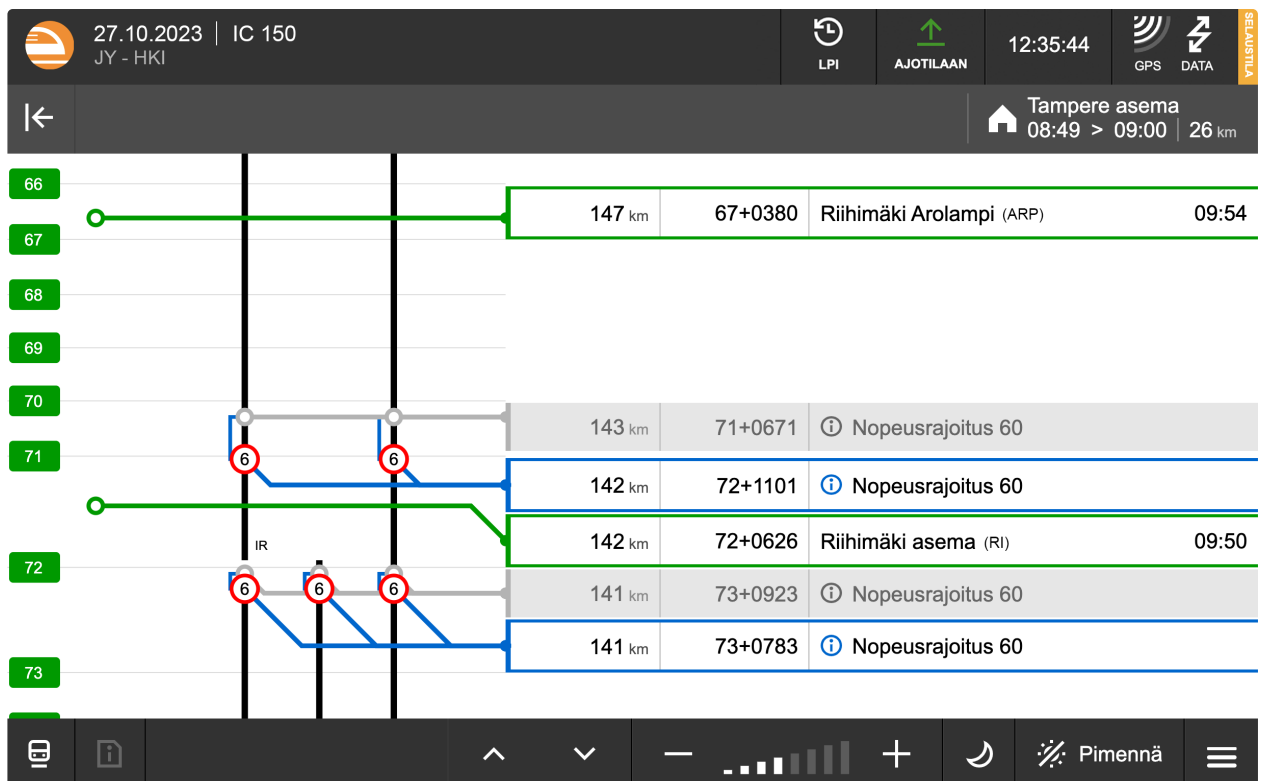 27.10.2023 | IC 150
JY - HKI
LPI
AJOTILAAN
12:35:44
GPS
DATA
SELAUSTILA
Tampere asema
08:49 > 09:00 | 26 km
66
147 km 67+0380 Riihimäki Arolampi (ARP) 09:54
67
68
69
70
143 km 71+0671 Nopeusrajoitus 60
71
6 6
142 km 72+1101 Nopeusrajoitus 60
142 km 72+0626 Riihimäki asema (RI) 09:50
IR
72
6 6 6
141 km 73+0923 Nopeusrajoitus 60
141 km 73+0783 Nopeusrajoitus 60
73
Pimennä